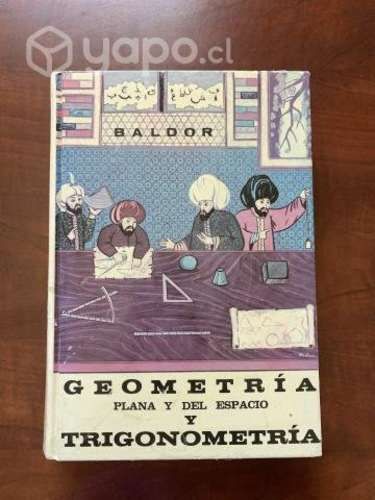 yapo.cl
BALDOR
GEOMETRÍA
PLANA Y DEL ESPACIO
Y
TRIGONOMETRÍA